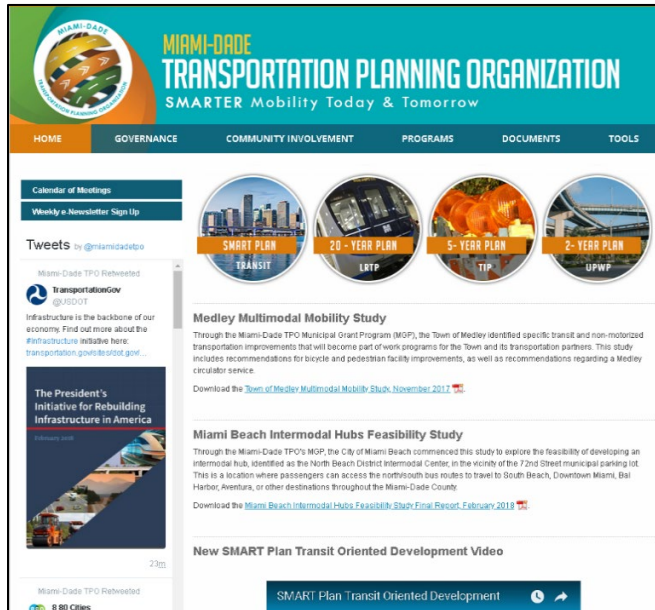 MIAMI-DADE
TRANSPORTATION PLANNING ORGANIZATION
MIAMI-DADE
TRANSPORTATION PLANNING ORGANIZATION
SMARTER Mobility Today & Tomorrow
HOME GOVERNANCE COMMUNITY INVOLVEMENT PROGRAMS DOCUMENTS TOOLS
Calendar of Meetings
Weekly e-Newsletter Sign Up
Tweets by @miamidadetpo
Miami-Dade TPO Retweeted
TransportationGov
@USDOT
Infrastructure is the backbone of our
economy. Find out more about the
#Infrastructure initiative here:
transportation.gov/sites/dot.gov/...
The President's
Initiative for Rebuilding
Infrastructure in America
February 2018
23m
Miami-Dade TPO Retweeted
8 80 Cities
SMART PLAN
TRANSIT
20 - YEAR PLAN
LRTP
5- YEAR PLAN
TIP
2- YEAR PLAN
UPWP
Medley Multimodal Mobility Study
Through the Miami-Dade TPO Municipal Grant Program (MGP), the Town of Medley identified specific transit and non-motorized
transportation improvements that will become part of work programs for the Town and its transportation partners. This study
includes recommendations for bicycle and pedestrian facility improvements, as well as recommendations regarding a Medley
circulator service.
Download the Town of Medley Multimodal Mobility Study, November 2017 .
Miami Beach Intermodal Hubs Feasibility Study
Through the Miami-Dade TPO's MGP, the City of Miami Beach commenced this study to explore the feasibility of developing an
intermodal hub, identified as the North Beach District Intermodal Center, in the vicinity of the 72nd Street municipal parking lot.
This is a location where passengers can access the north/south bus routes to travel to South Beach, Downtown Miami, Bal
Harbor, Aventura, or other destinations throughout the Miami-Dade County.
Download the Miami Beach Intermodal Hubs Feasibility Study Final Report, February 2018 .
New SMART Plan Transit Oriented Development Video
SMART Plan Transit Oriented Development